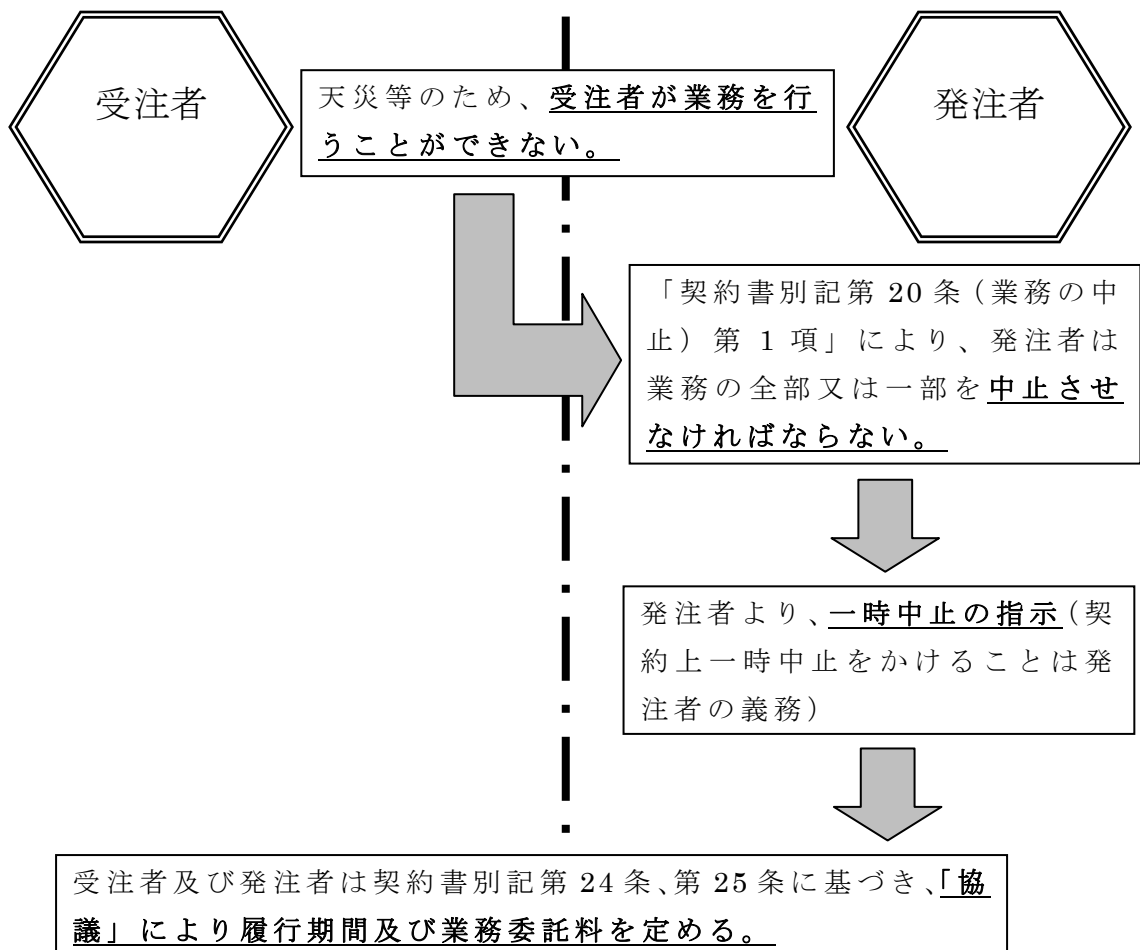 受注者
発注者
天災等のため、受注者が業務を行
うことができない。
「契約書別記第 20 条（業務の中
止）第 1 項」により、発注者は
業務の全部又は一部を中止させ
なければならない。
発注者より、一時中止の指示（契
約上一時中止をかけることは発
注者の義務）
受注者及び発注者は契約書別記第 24 条、第 25 条に基づき、「協
議」により履行期間及び業務委託料を定める。